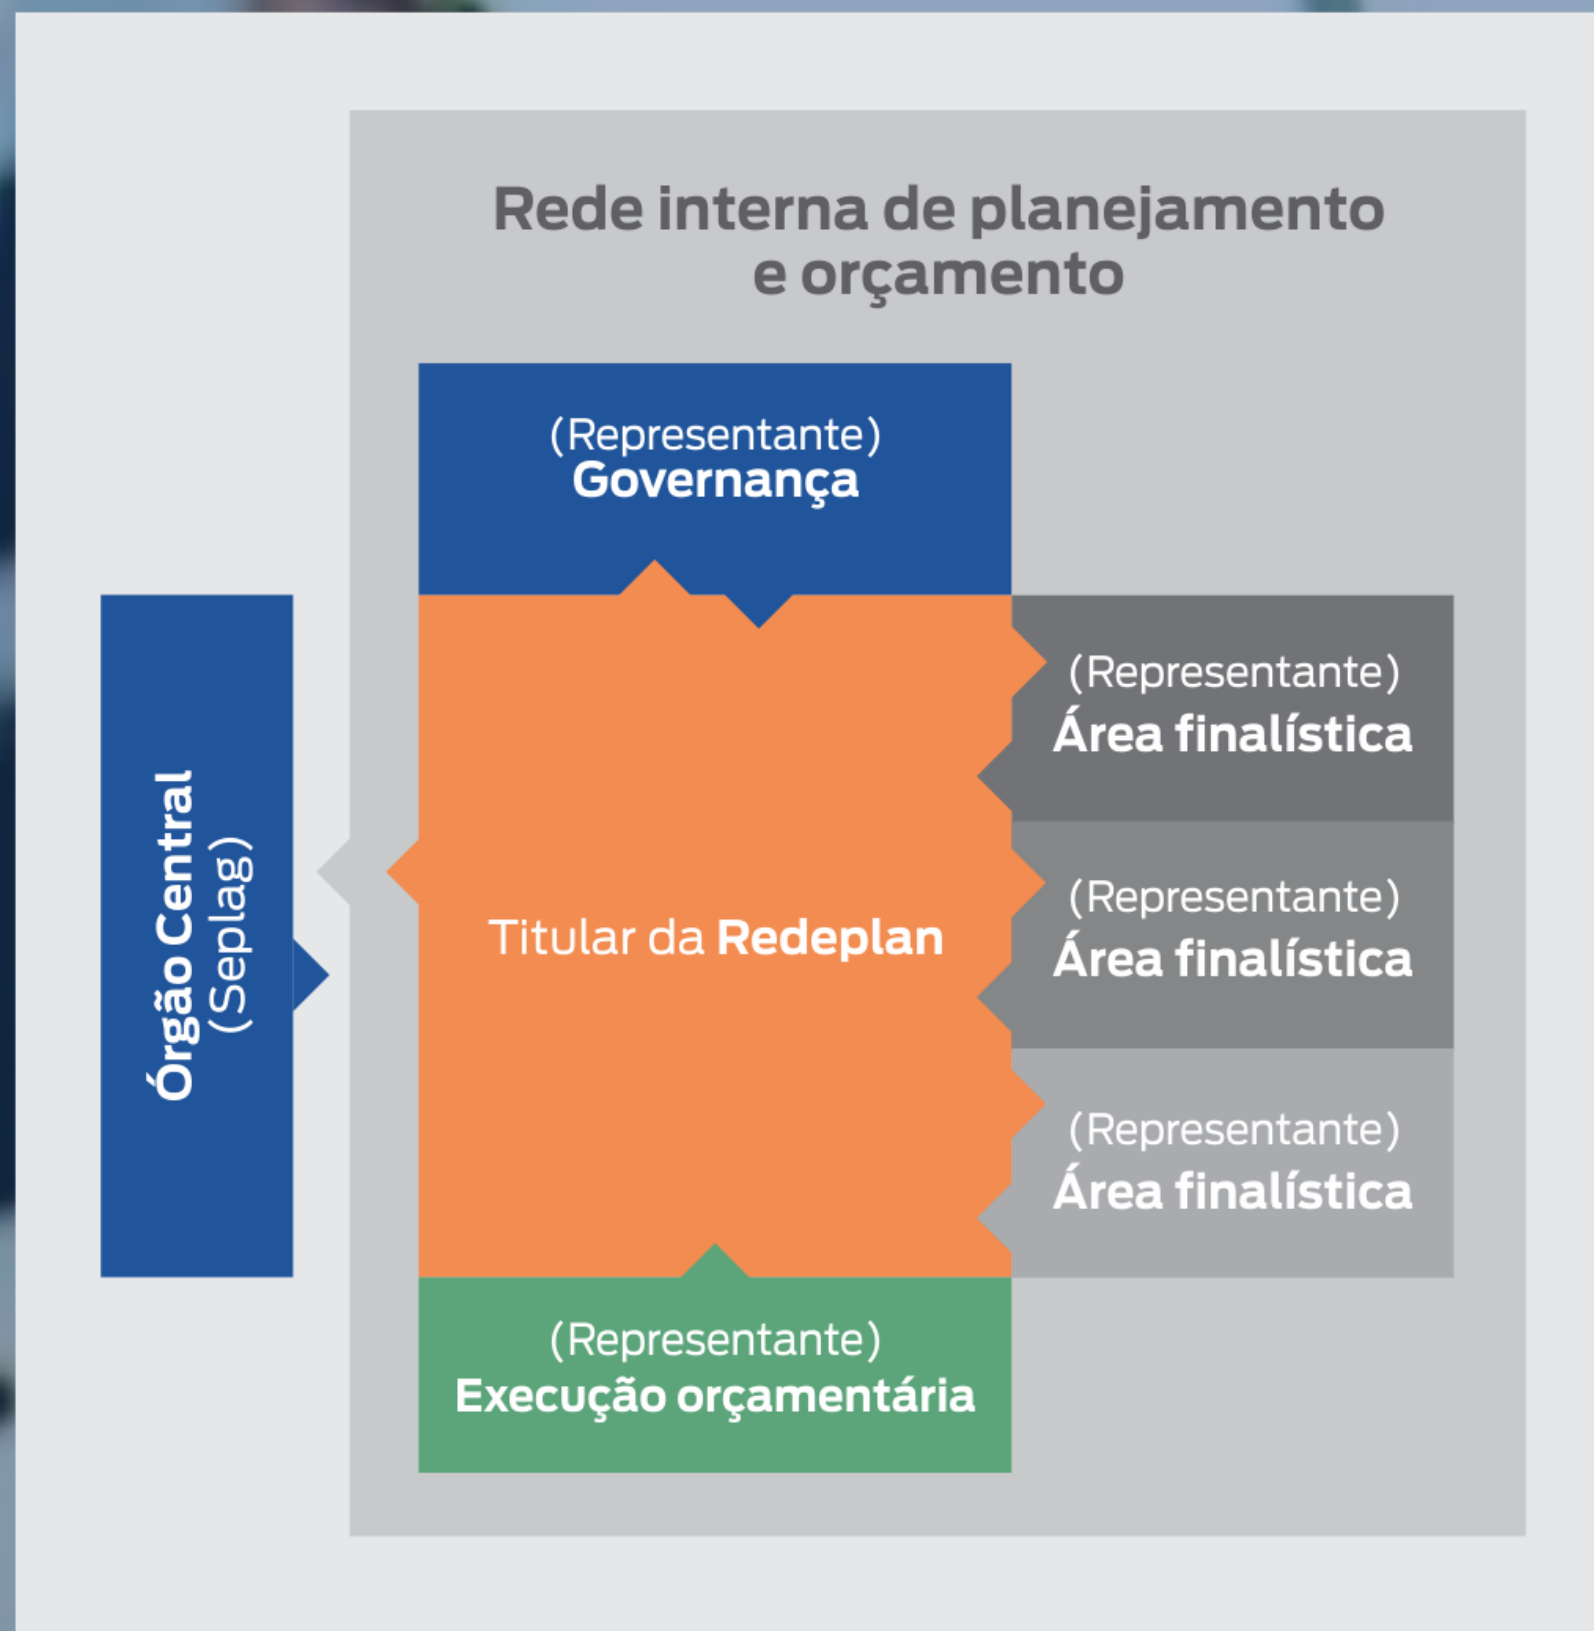 Rede interna de planejamento
e orçamento
(Representante)
Governança
Órgão Central
(Seplag)
Titular da Redeplan
(Representante)
Área finalística
(Representante)
Área finalística
(Representante)
Área finalística
(Representante)
Execução orçamentária